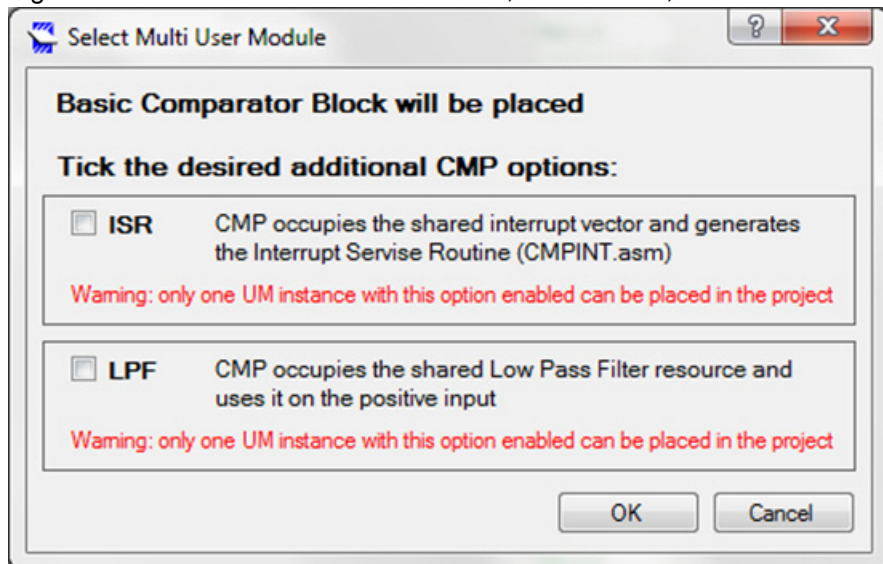 Select Multi User Module
Basic Comparator Block will be placed
Tick the desired additional CMP options:
ISR CMP occupies the shared interrupt vector and generates
the Interrupt Servise Routine (CMPINT.asm)
Warning: only one UM instance with this option enabled can be placed in the project
LPF CMP occupies the shared Low Pass Filter resource and
uses it on the positive input
Warning: only one UM instance with this option enabled can be placed in the project
OK Cancel